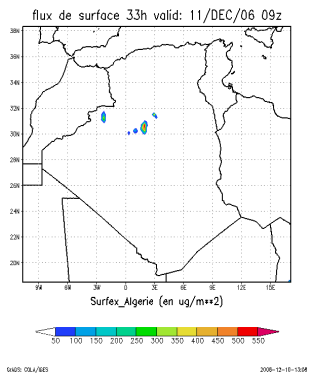 flux de surface 33h valid: 11/DEC/06 09z
38N
36N
34N
32N
30N
28N
26N
24N
22N
20N
9W 6W 3W 0 3E 6E 9E 12E 15E
Surfex_Algerie (en ug/m**2)
50 100 150 200 250 300 350 400 450 500 550
GrADS: COLA/IGES 2006-12-10-13:08